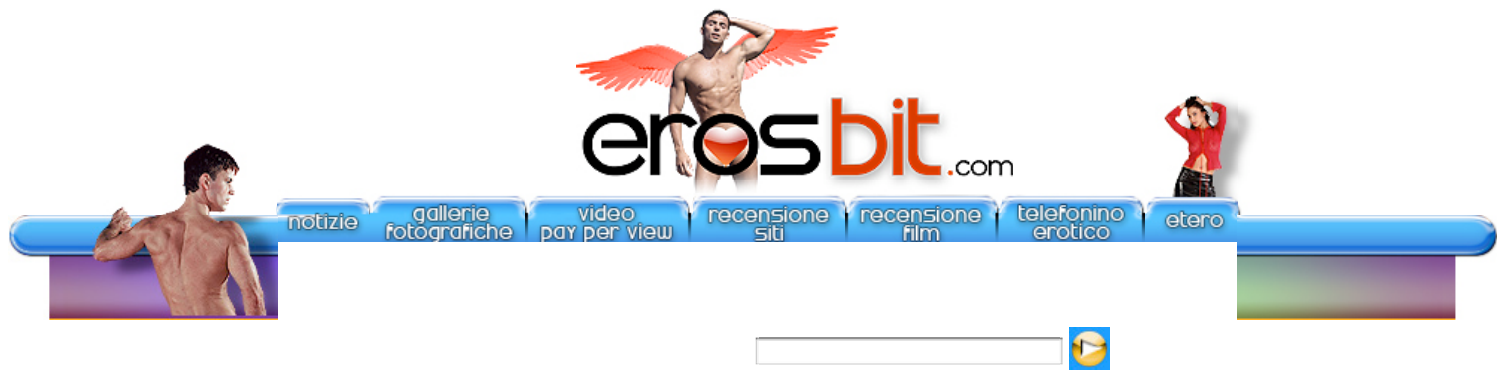 erosbit.com
notizie
gallerie
fotografiche
video
pay per view
recensione
siti
recensione
film
telefonino
erotico
etero